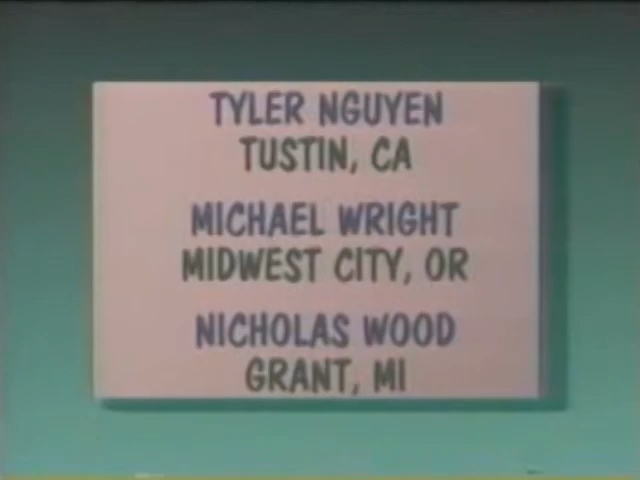 TYLER NGUYEN
TUSTIN, CA
MICHAEL WRIGHT
MIDWEST CITY, OR
NICHOLAS WOOD
GRANT, MI